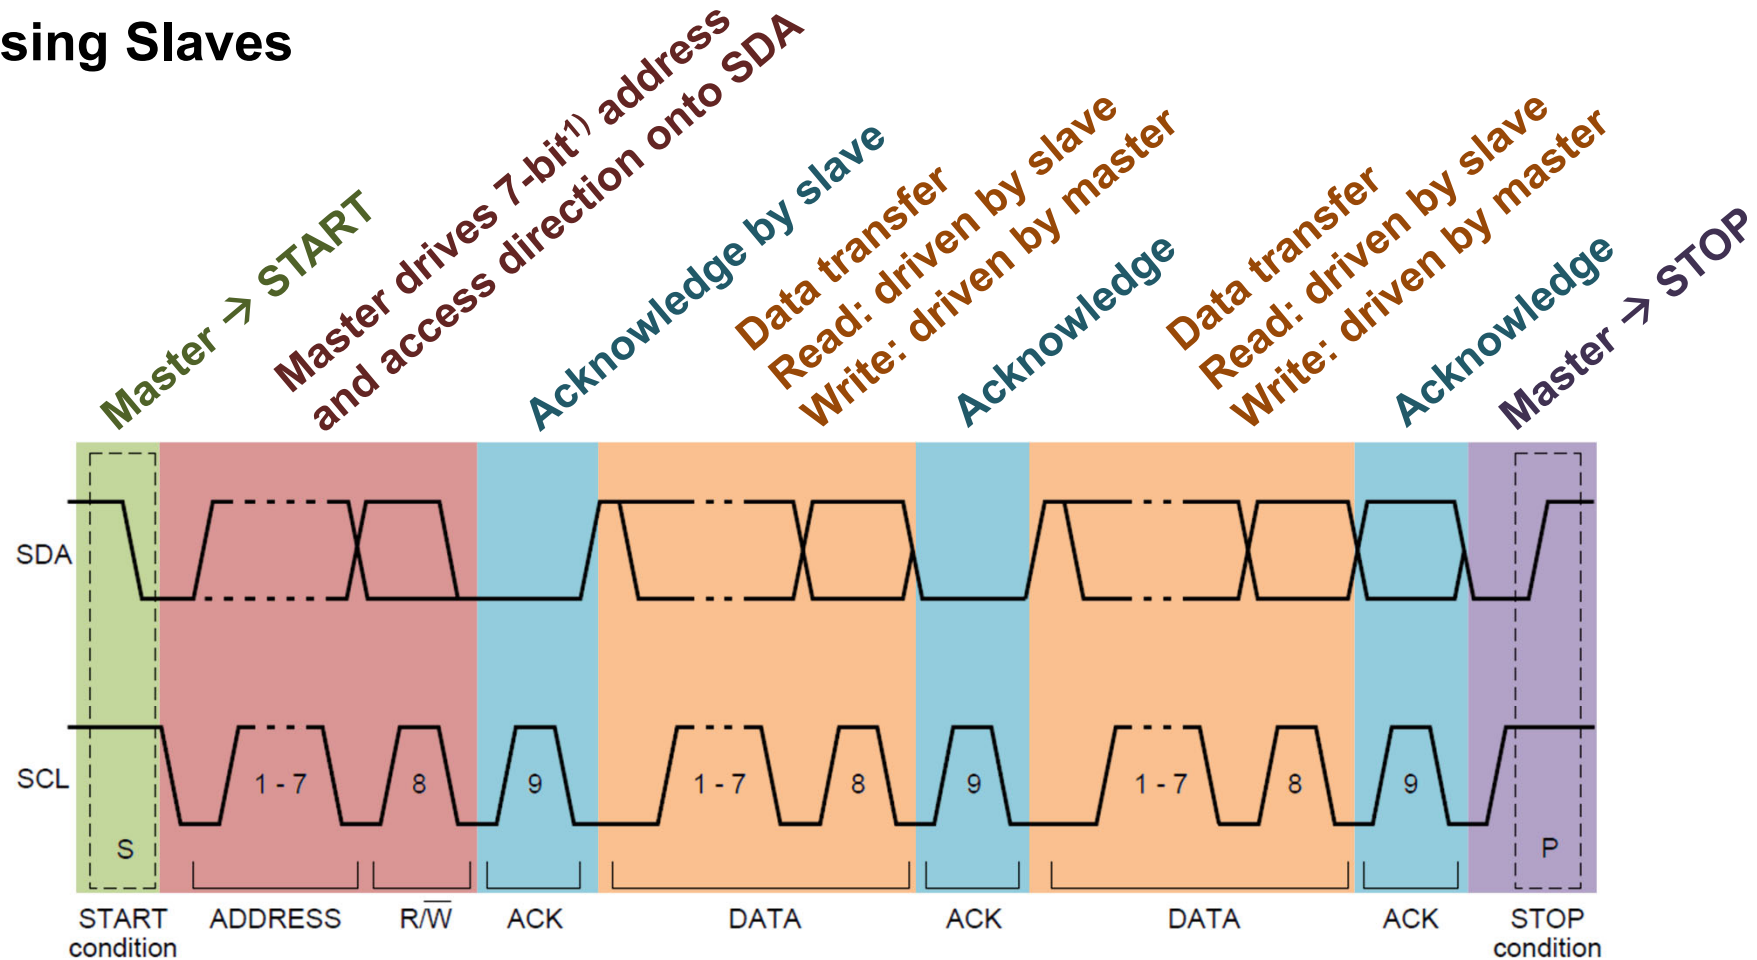 sing Slaves
Master → START
Master drives 7-bit¹⁾ address
and access direction onto SDA
Acknowledge by slave
Data transfer
Read: driven by slave
Write: driven by master
Acknowledge
Data transfer
Read: driven by slave
Write: driven by master
Acknowledge
Master → STOP
SDA
SCL
1 - 7
8
9
1 - 7
8
9
1 - 7
8
9
S
P
START
condition
ADDRESS
R/W̅
ACK
DATA
ACK
DATA
ACK
STOP
condition